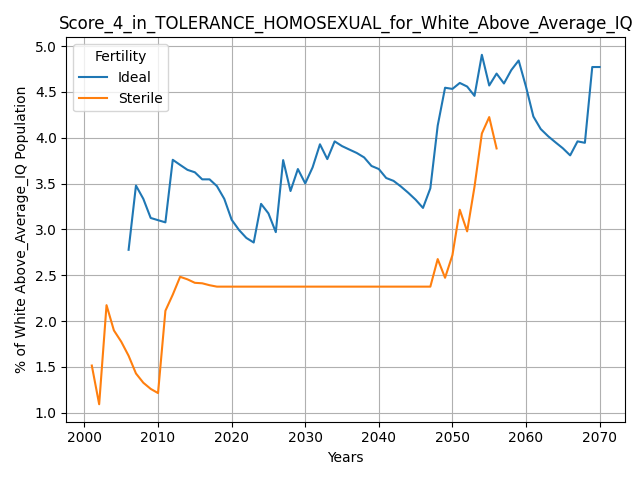 Score_4_in_TOLERANCE_HOMOSEXUAL_for_White_Above_Average_IQ
Fertility
Ideal
Sterile
% of White Above_Average_IQ Population
5.0
4.5
4.0
3.5
3.0
2.5
2.0
1.5
1.0
2000 2010 2020 2030 2040 2050 2060 2070
Years